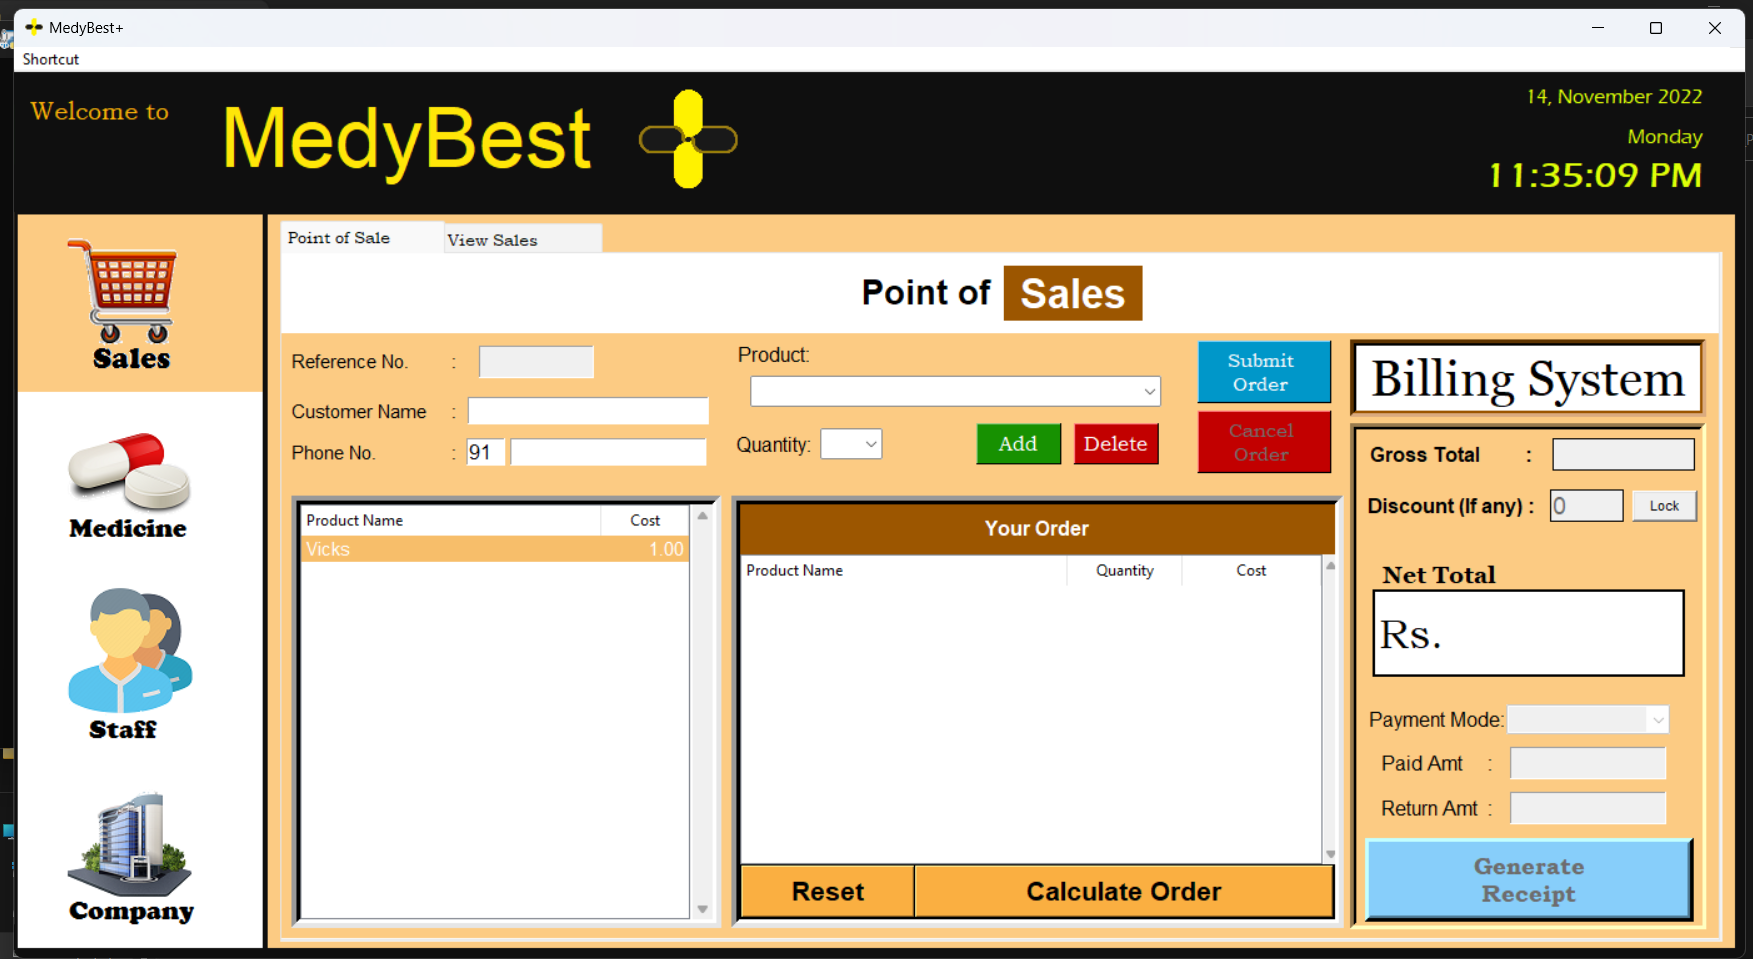 MedyBest+
Shortcut
Welcome to
MedyBest
14, November 2022
Monday
11:35:09 PM
Sales
Medicine
Staff
Company
Point of Sale
View Sales
Point of Sales
Reference No. :
Customer Name :
Phone No. : 91
Product:
Quantity:
Add
Delete
Submit
Order
Cancel
Order
Product Name Cost
Vicks 1.00
Your Order
Product Name Quantity Cost
Reset
Calculate Order
Billing System
Gross Total :
Discount (If any) : 0 Lock
Net Total
Rs.
Payment Mode:
Paid Amt :
Return Amt :
Generate
Receipt